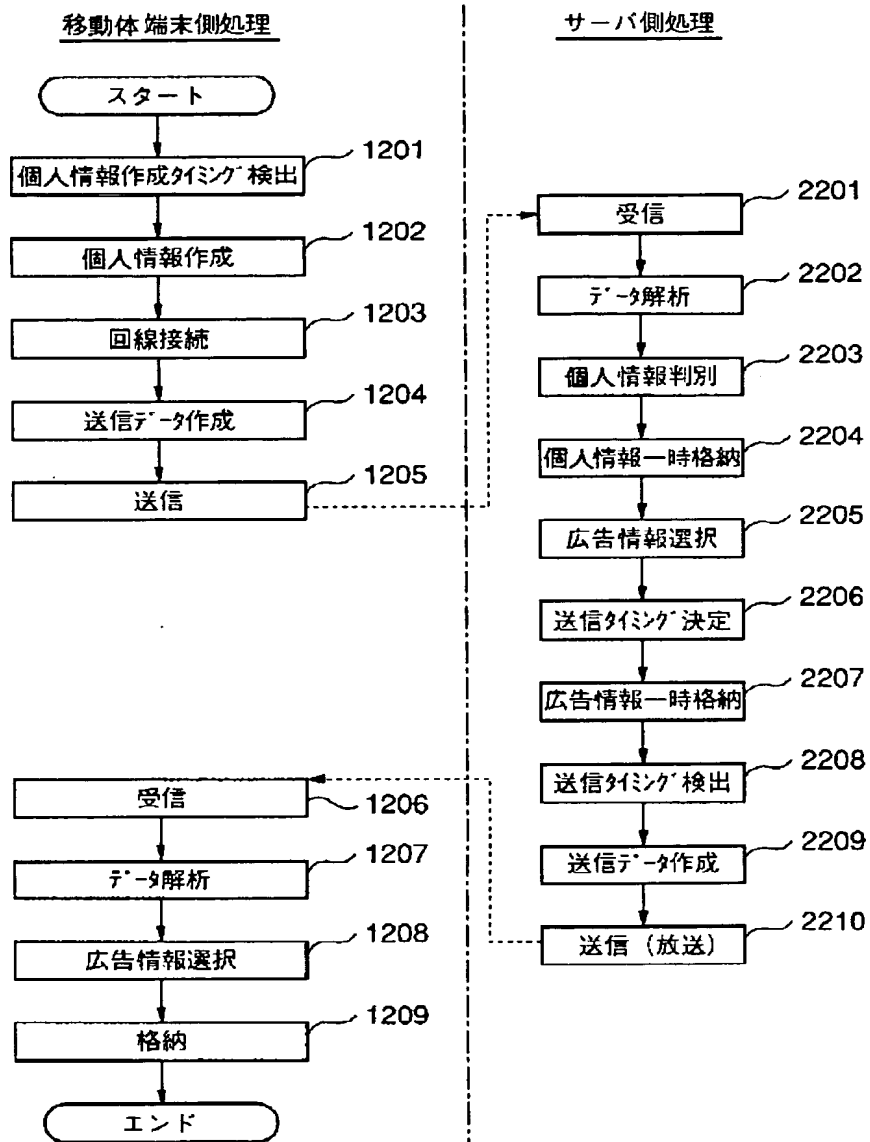 移動体端末側処理
スタート
1201
個人情報作成タイミング検出
1202
個人情報作成
1203
回線接続
1204
送信データ作成
1205
送信
1206
受信
1207
データ解析
1208
広告情報選択
1209
格納
エンド
サーバ側処理
2201
受信
2202
データ解析
2203
個人情報判別
2204
個人情報一時格納
2205
広告情報選択
2206
送信タイミング決定
2207
広告情報一時格納
2208
送信タイミング検出
2209
送信データ作成
2210
送信（放送）